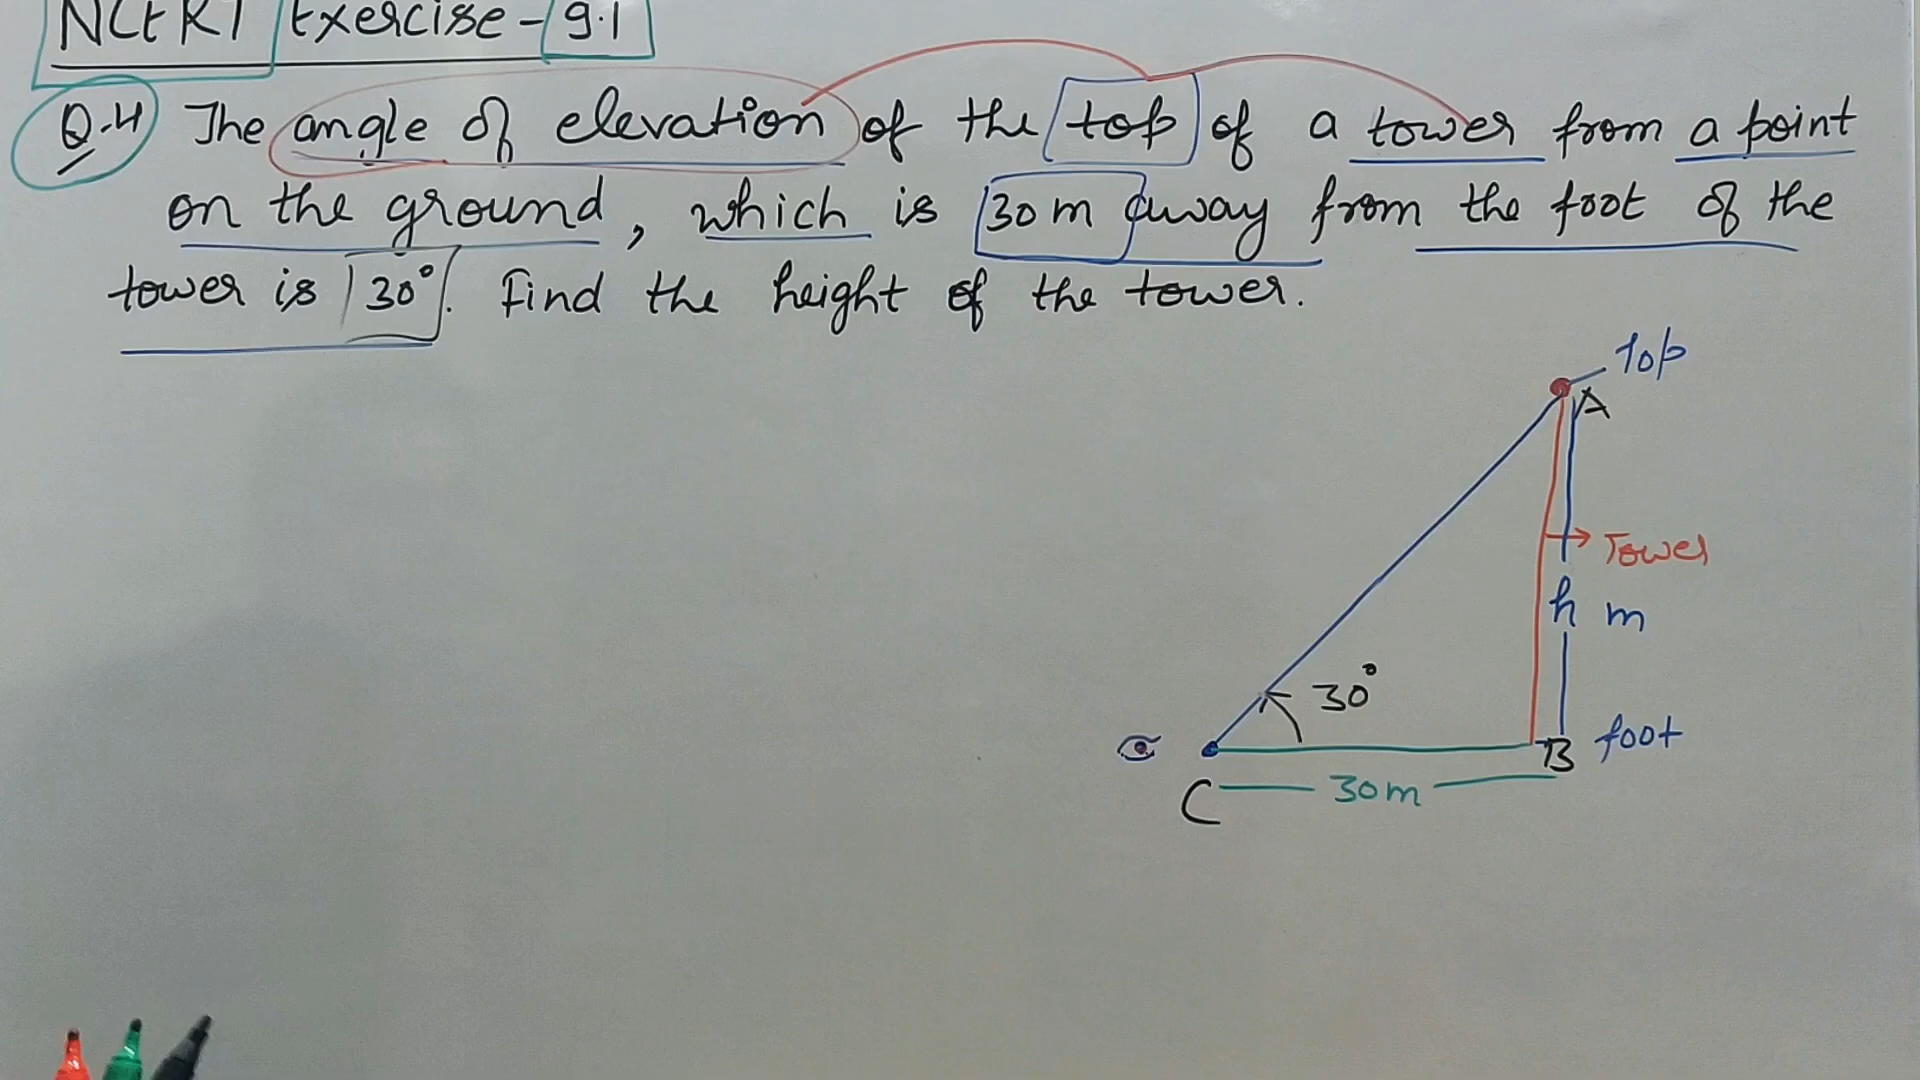 NCERT Exercise - 9.1
Q.4 The angle of elevation of the top of a tower from a point
on the ground, which is 30m away from the foot of the
tower is 30°. Find the height of the tower.
Top
A
Tower
h m
30°
B foot
C
30m